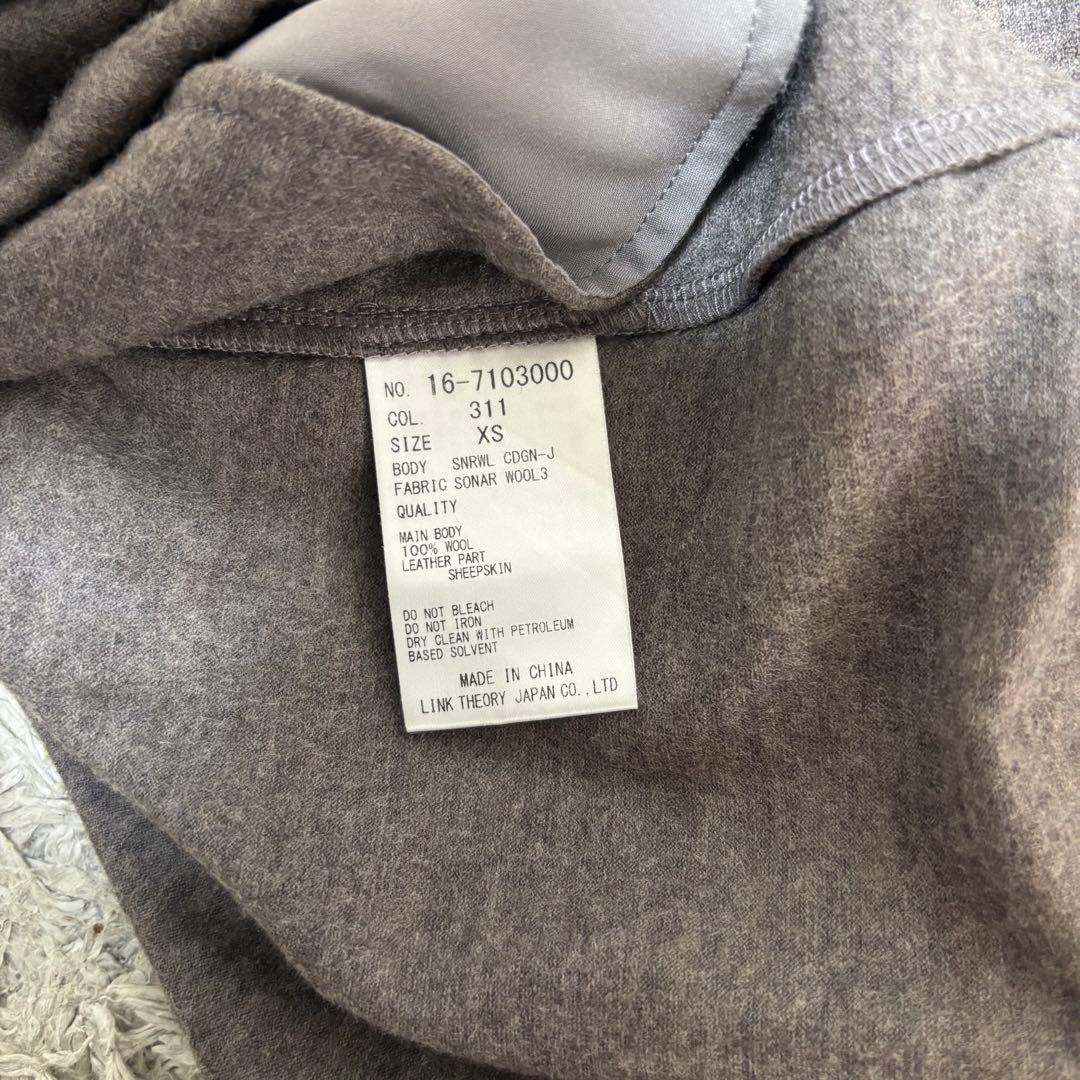 NO. 16-7103000
COL. 311
SIZE XS
BODY SNRWL CDGN-J
FABRIC SONAR WOOL3
QUALITY
MAIN BODY
100% WOOL
LEATHER PART
SHEEPSKIN
DO NOT BLEACH
DO NOT IRON
DRY CLEAN WITH PETROLEUM
BASED SOLVENT
MADE IN CHINA
LINK THEORY JAPAN CO.,LTD